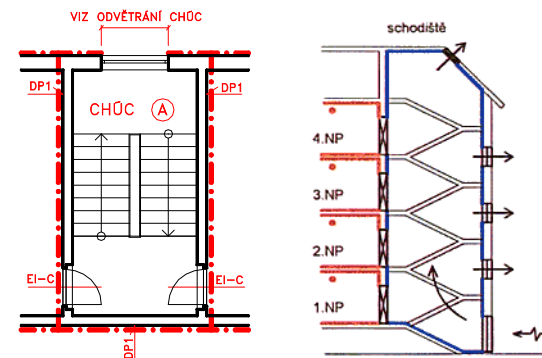 VIZ ODVĚTRÁNÍ CHÚC
DP1
DP1
CHÚC A
EI-C
EI-C
DP1
schodiště
4.NP
3.NP
2.NP
1.NP